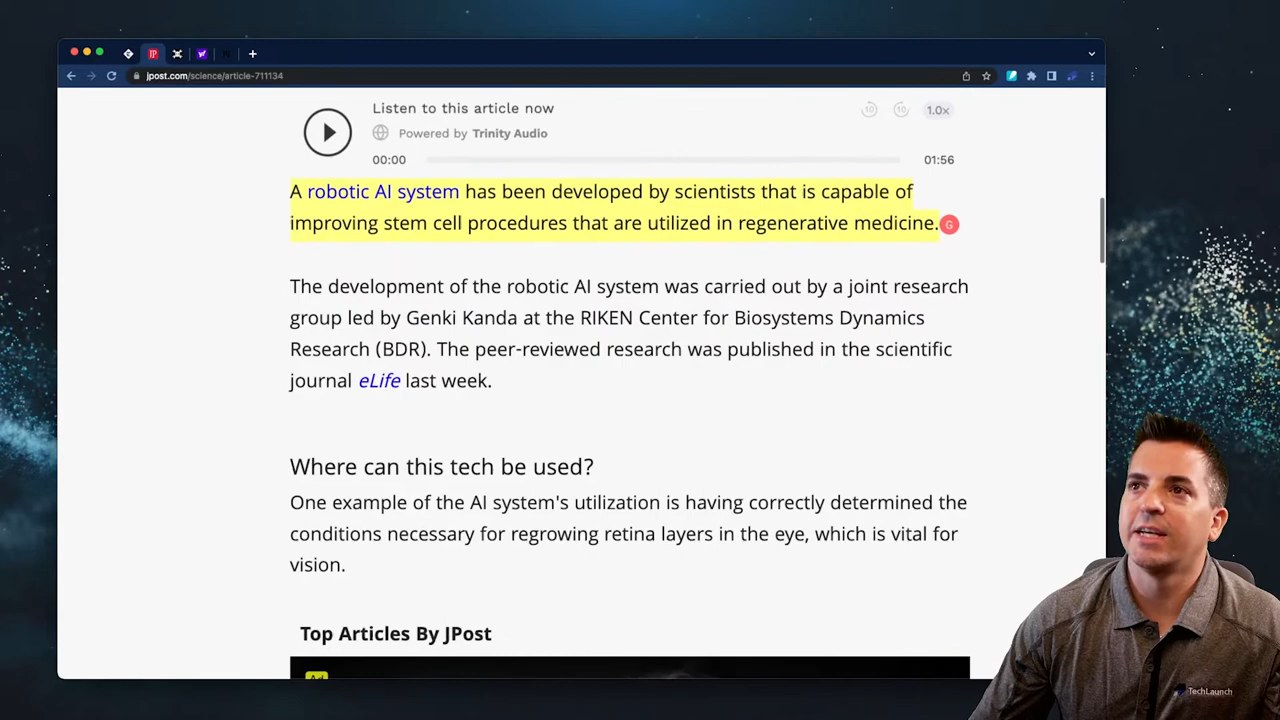 jpost.com/science/article-711134
Listen to this article now
1.0×
Powered by Trinity Audio
00:00
01:56
A robotic AI system has been developed by scientists that is capable of
improving stem cell procedures that are utilized in regenerative medicine.
The development of the robotic AI system was carried out by a joint research
group led by Genki Kanda at the RIKEN Center for Biosystems Dynamics
Research (BDR). The peer-reviewed research was published in the scientific
journal eLife last week.
Where can this tech be used?
One example of the AI system's utilization is having correctly determined the
conditions necessary for regrowing retina layers in the eye, which is vital for
vision.
Top Articles By JPost
Ad
TechLaunch